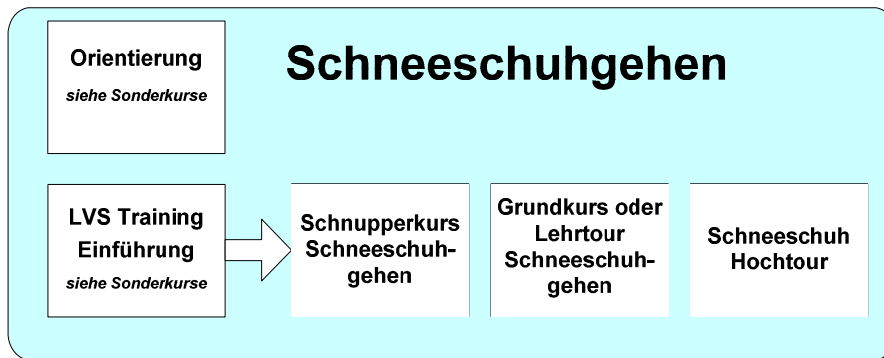 Schneeschuhgehen
Orientierung
siehe Sonderkurse
LVS Training
Einführung
siehe Sonderkurse
Schnupperkurs
Schneeschuh-
gehen
Grundkurs oder
Lehrtour
Schneeschuh-
gehen
Schneeschuh
Hochtour